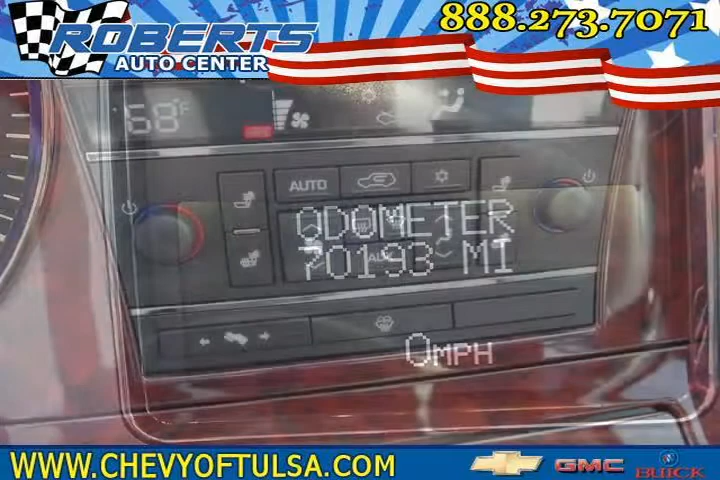 ROBERTS
AUTO CENTER
888.273.7071
68°F
AUTO
ODOMETER
70193 MI
0MPH
WWW.CHEVYOFTULSA.COM
GMC
BUICK